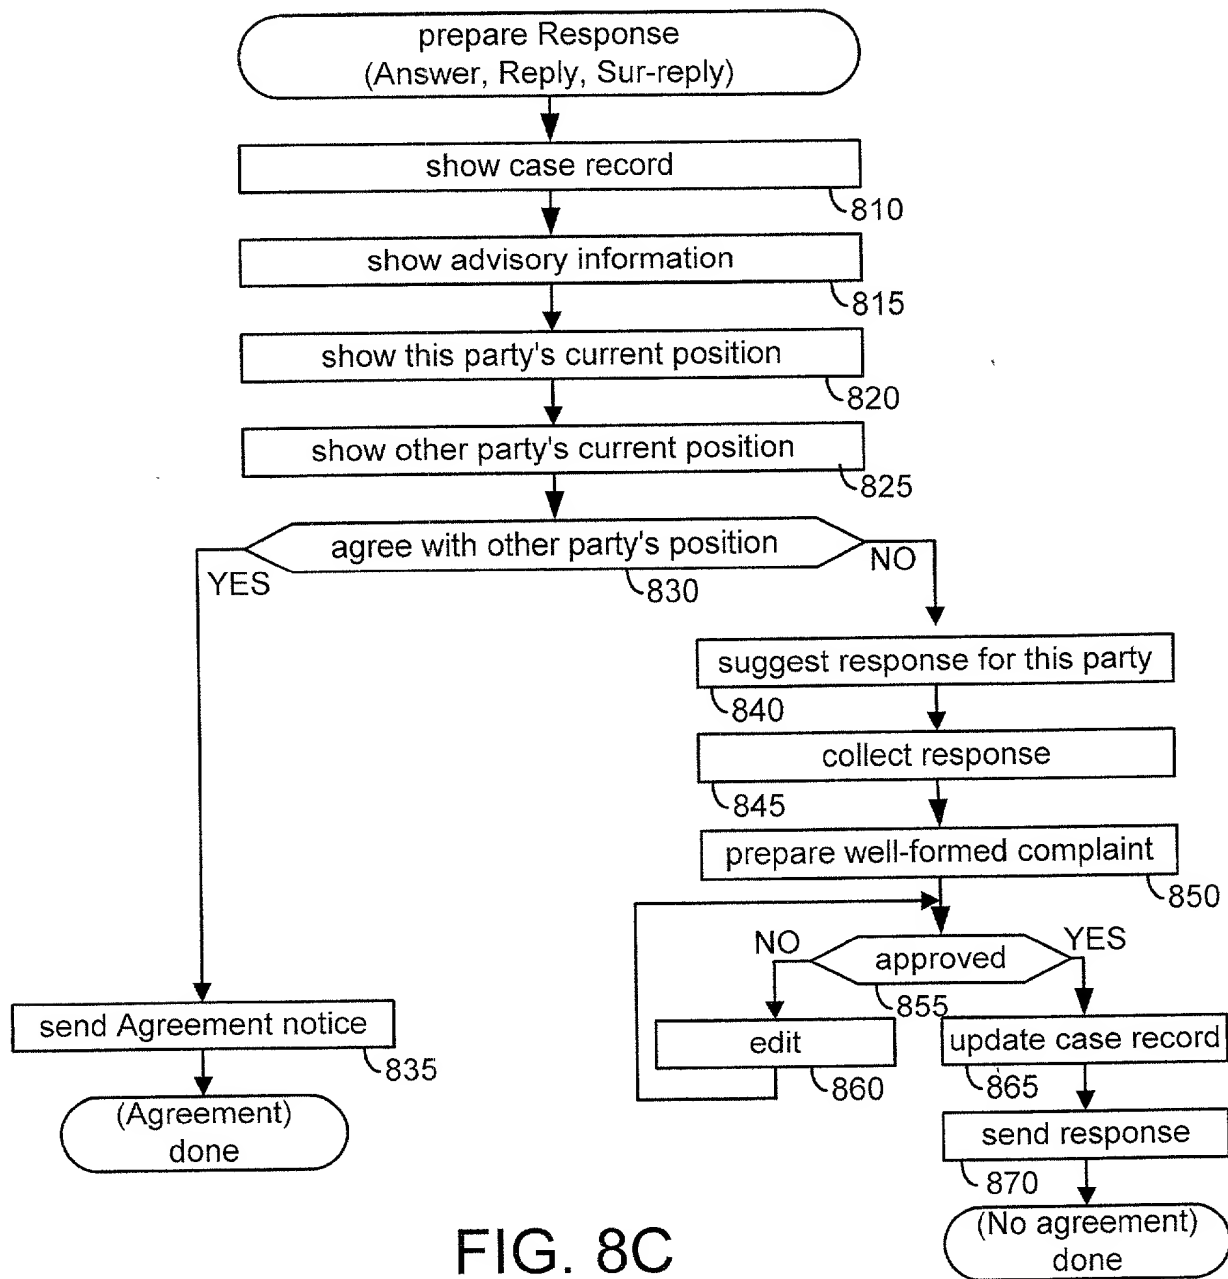 prepare Response
(Answer, Reply, Sur-reply)
show case record
810
show advisory information
815
show this party's current position
820
show other party's current position
825
agree with other party's position
YES
NO
830
suggest response for this party
840
collect response
845
prepare well-formed complaint
850
NO
YES
approved
855
send Agreement notice
835
edit
860
update case record
865
(Agreement)
done
send response
870
(No agreement)
done
FIG. 8C